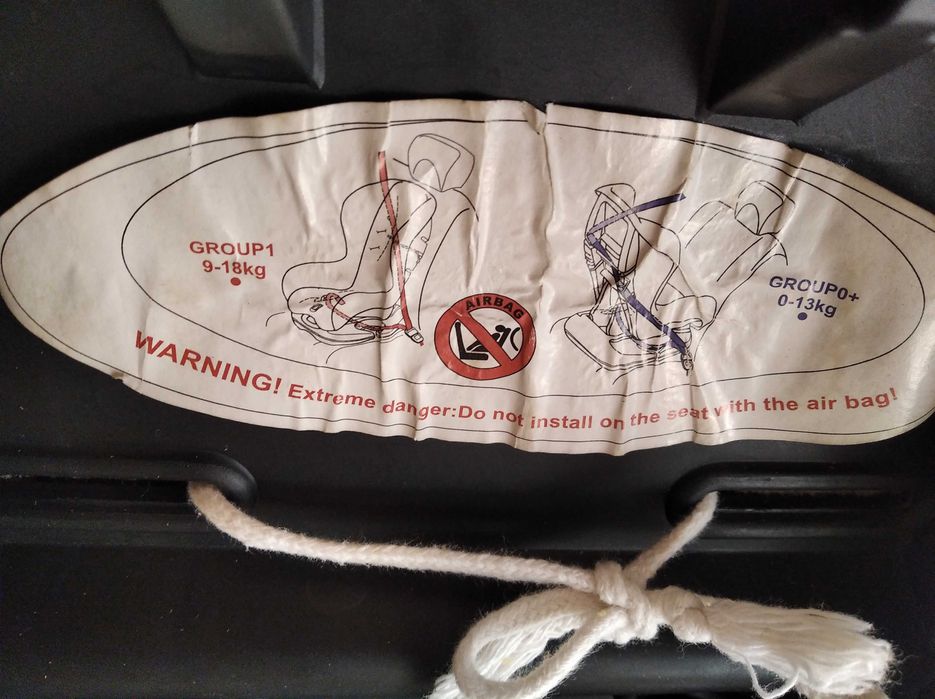 GROUP1
9-18kg
AIRBAG
GROUP0+
0-13kg
WARNING! Extreme danger:Do not install on the seat with the air bag!